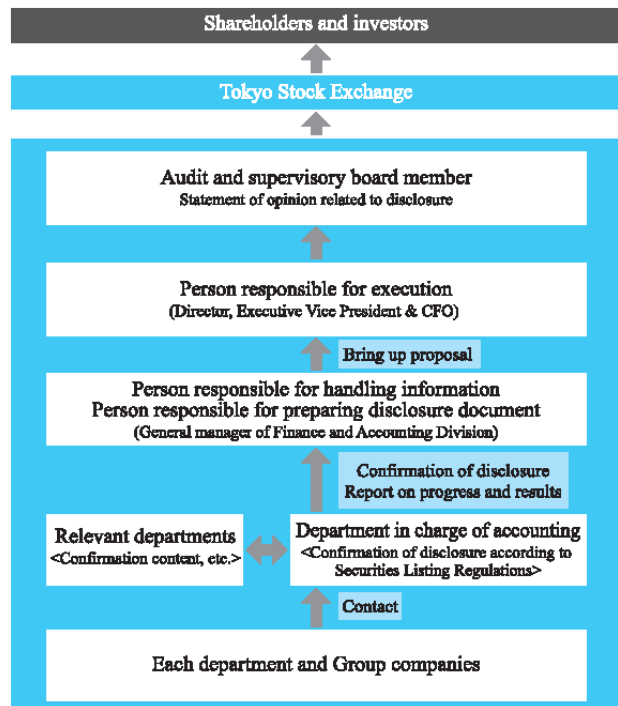 Shareholders and investors
Tokyo Stock Exchange
Audit and supervisory board member
Statement of opinion related to disclosure
Person responsible for execution
(Director, Executive Vice President & CFO)
Bring up proposal
Person responsible for handling information
Person responsible for preparing disclosure document
(General manager of Finance and Accounting Division)
Confirmation of disclosure
Report on progress and results
Relevant departments
<Confirmation content, etc.>
Department in charge of accounting
<Confirmation of disclosure according to
Securities Listing Regulations>
Contact
Each department and Group companies